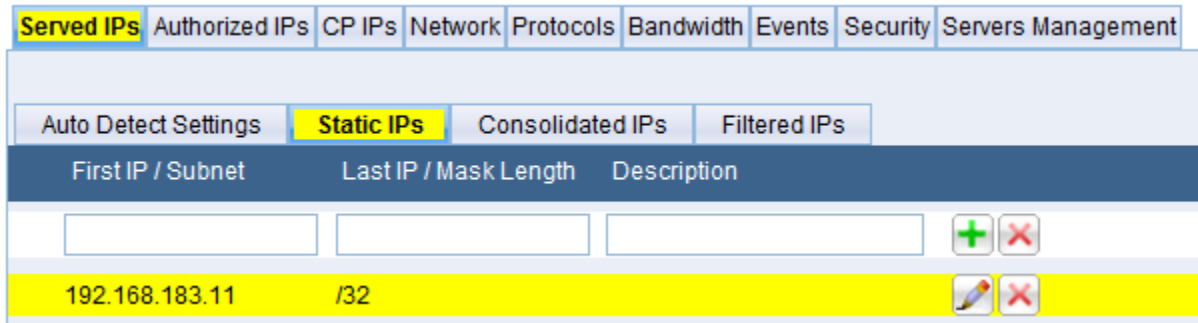 Served IPs Authorized IPs CP IPs Network Protocols Bandwidth Events Security Servers Management
Auto Detect Settings Static IPs Consolidated IPs Filtered IPs
First IP / Subnet Last IP / Mask Length Description
192.168.183.11 /32